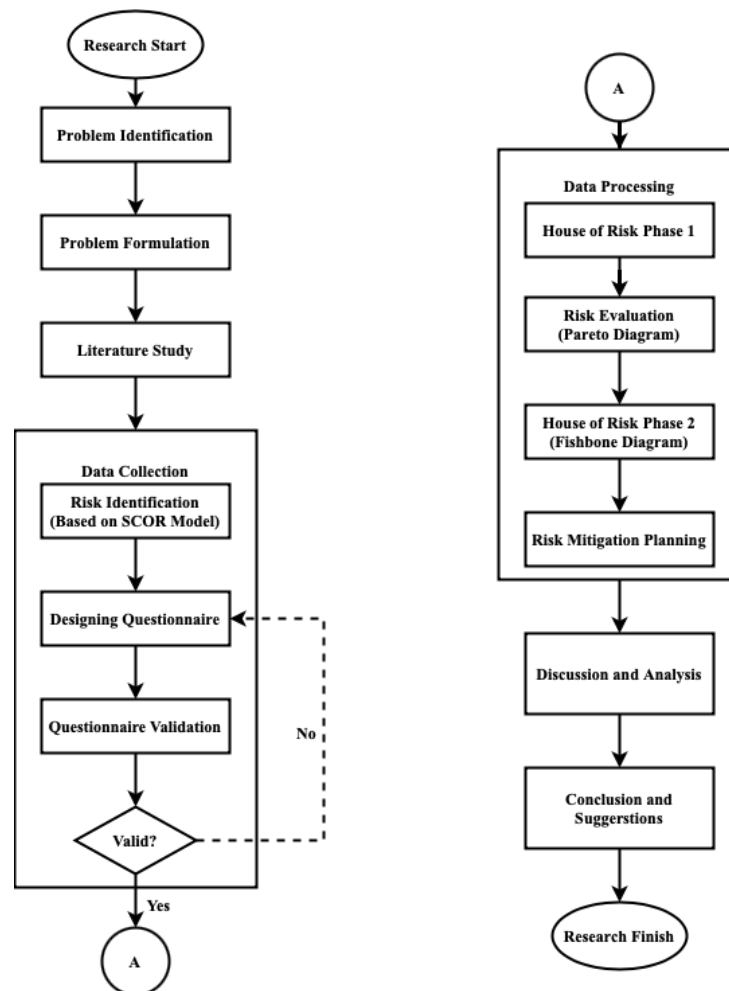 Research Start
Problem Identification
Problem Formulation
Literature Study
Data Collection
Risk Identification
(Based on SCOR Model)
Designing Questionnaire
Questionnaire Validation
No
Valid?
Yes
A
A
Data Processing
House of Risk Phase 1
Risk Evaluation
(Pareto Diagram)
House of Risk Phase 2
(Fishbone Diagram)
Risk Mitigation Planning
Discussion and Analysis
Conclusion and
Suggerstions
Research Finish